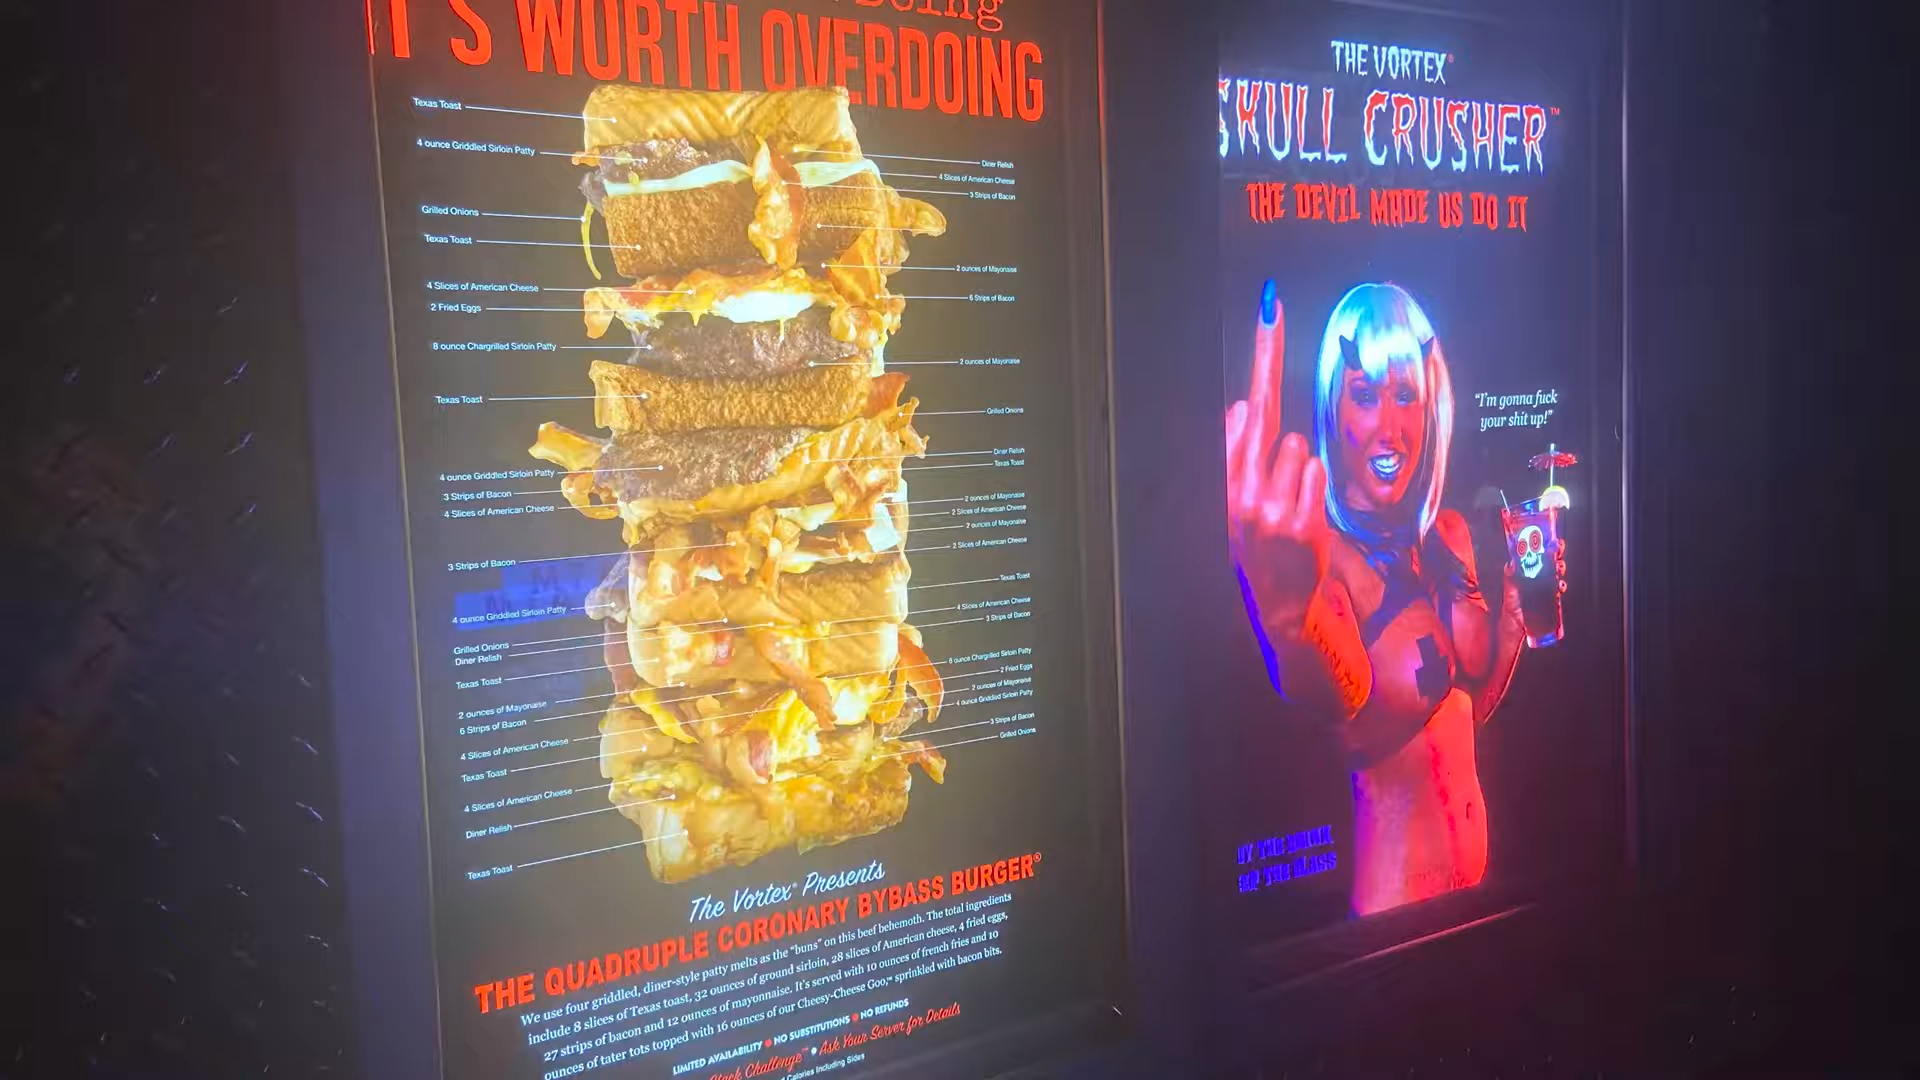 Doing
IT'S WORTH OVERDOING
Texas Toast
4 ounce Griddled Sirloin Patty
Grilled Onions
Texas Toast
4 Slices of American Cheese
2 Fried Eggs
8 ounce Chargrilled Sirloin Patty
Texas Toast
4 ounce Griddled Sirloin Patty
3 Strips of Bacon
4 Slices of American Cheese
3 Strips of Bacon
4 ounce Griddled Sirloin Patty
Grilled Onions
Diner Relish
Texas Toast
2 ounces of Mayonaise
6 Strips of Bacon
4 Slices of American Cheese
Texas Toast
4 Slices of American Cheese
Diner Relish
Texas Toast
Diner Relish
4 Slices of American Cheese
3 Strips of Bacon
2 ounces of Mayonaise
6 Strips of Bacon
2 ounces of Mayonaise
Grilled Onions
Diner Relish
Texas Toast
2 ounces of Mayonaise
2 Slices of American Cheese
2 ounces of Mayonaise
2 Slices of American Cheese
Texas Toast
4 Slices of American Cheese
3 Strips of Bacon
8 ounce Chargrilled Sirloin Patty
2 Fried Eggs
2 ounces of Mayonaise
4 ounce Griddled Sirloin Patty
3 Strips of Bacon
Grilled Onions
The Vortex® Presents
THE QUADRUPLE CORONARY BYBASS BURGER®
We use four griddled, diner-style patty melts as the "buns" on this beef behemoth. The total ingredients
include 8 slices of Texas toast, 32 ounces of ground sirloin, 28 slices of American cheese, 4 fried eggs,
27 strips of bacon and 12 ounces of mayonnaise. It's served with 10 ounces of french fries and 10
ounces of tater tots topped with 16 ounces of our Cheesy-Cheese Goo,™ sprinkled with bacon bits.
LIMITED AVAILABILITY • NO SUBSTITUTIONS • NO REFUNDS
Stack Challenge™ • Ask Your Server for Details
Calories Including Sides
THE VORTEX®
SKULL CRUSHER™
THE DEVIL MADE US DO IT
"I'm gonna fuck
your shit up!"
BY THE DRINK
BY THE GLASS